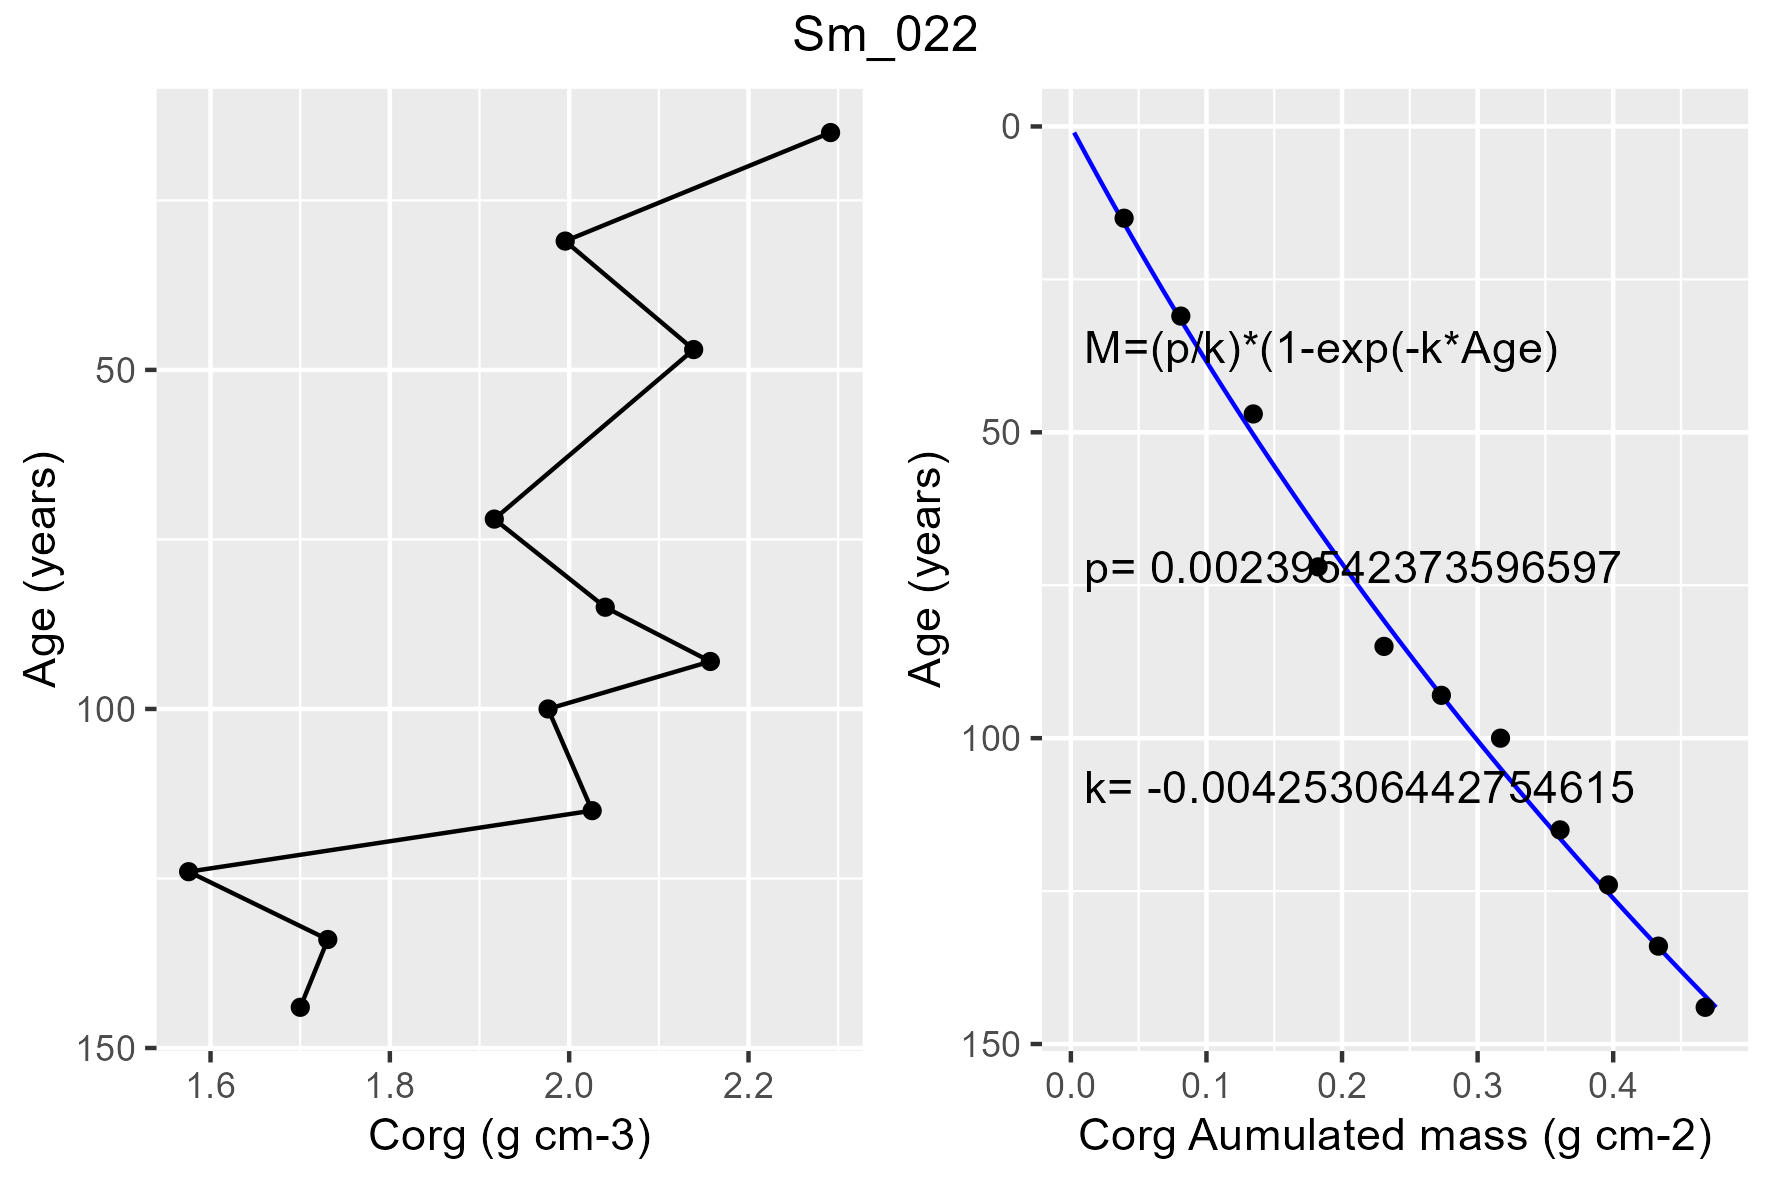 Sm_022
Age (years)
50
100
150
1.6
1.8
2.0
2.2
Corg (g cm-3)
Age (years)
0
50
100
150
M=(p/k)*(1-exp(-k*Age)
p= 0.00239542373596597
k= -0.00425306442754615
0.0
0.1
0.2
0.3
0.4
Corg Aumulated mass (g cm-2)